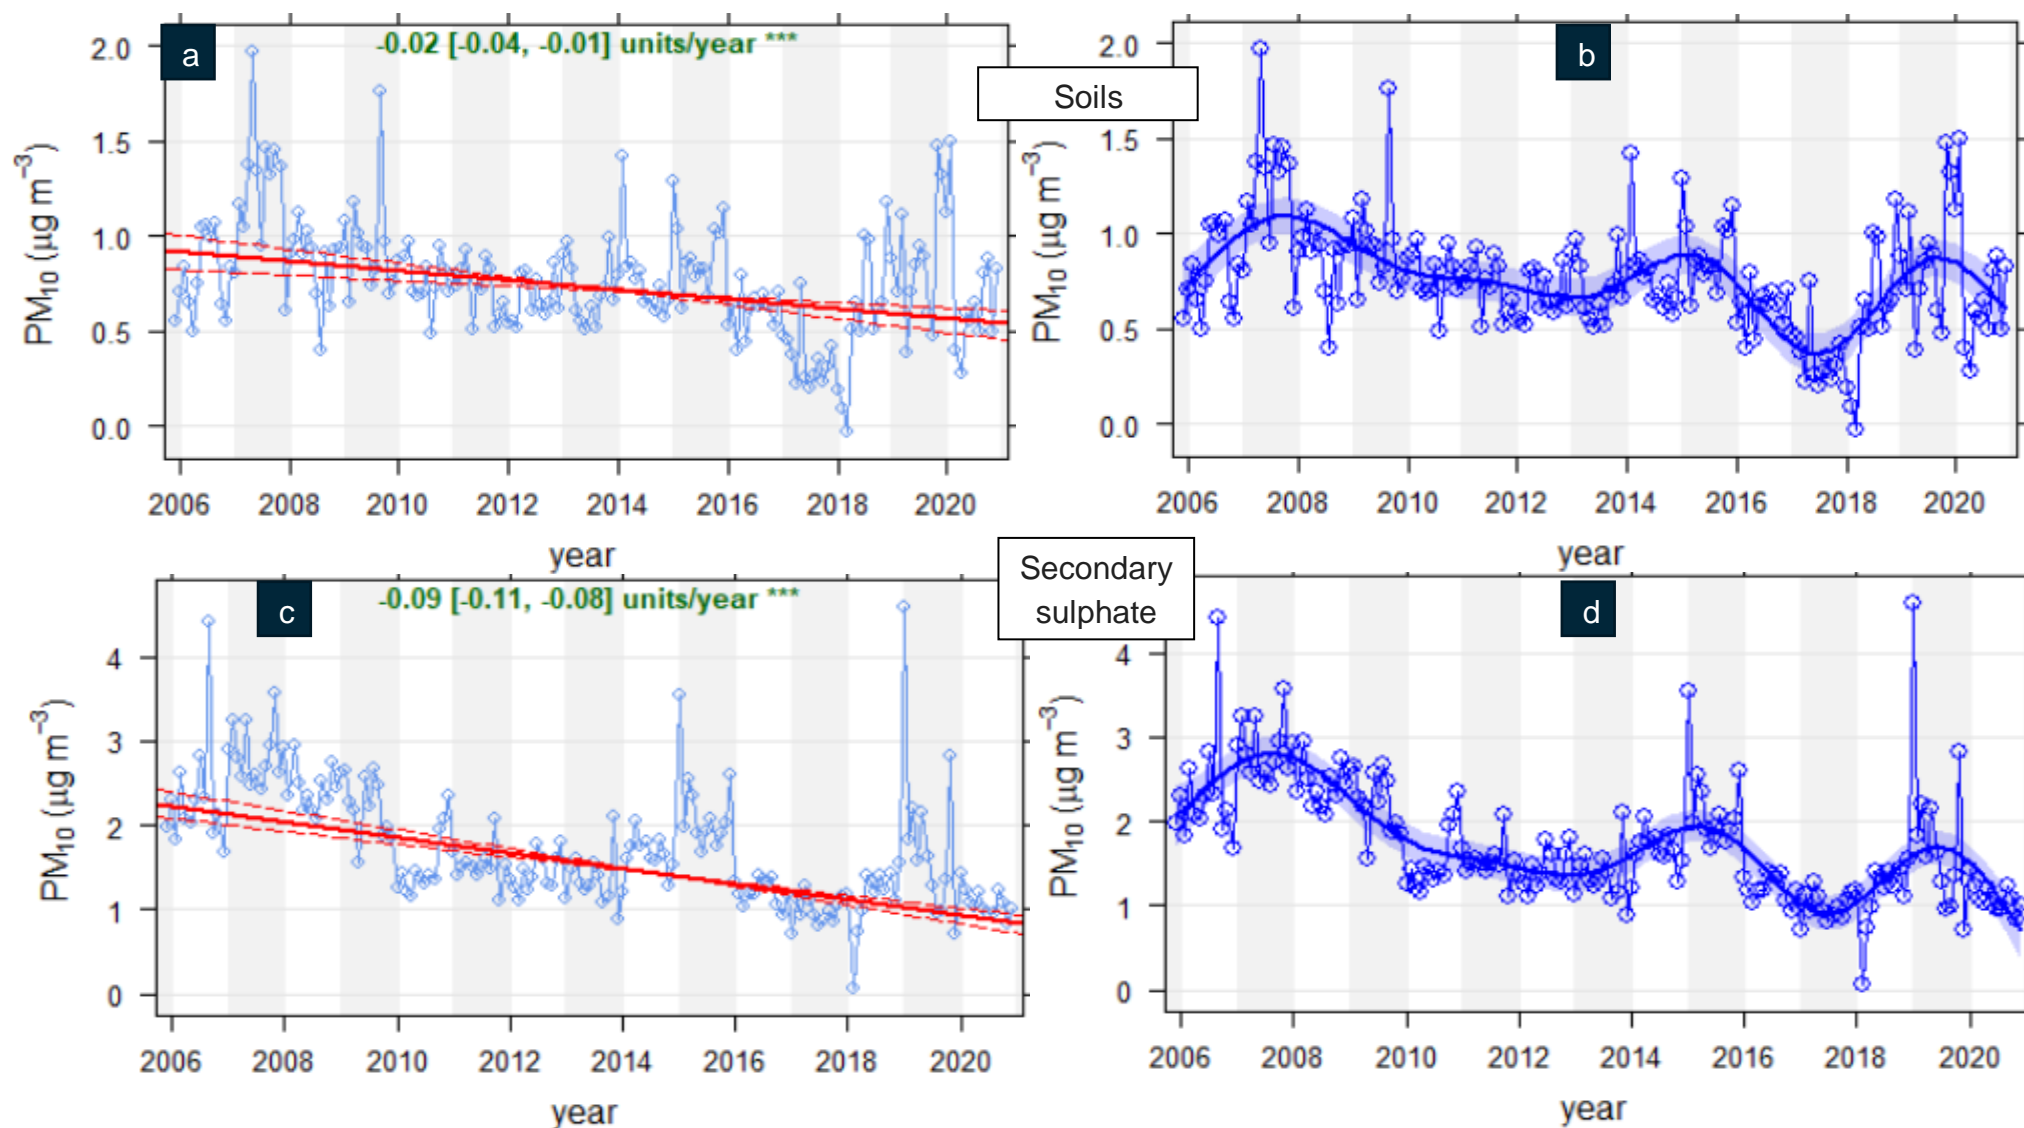 a
-0.02 [-0.04, -0.01] units/year ***
PM10 (µg m−3)
2.0
1.5
1.0
0.5
0.0
2006 2008 2010 2012 2014 2016 2018 2020
year
Soils
b
PM10 (µg m−3)
2.0
1.5
1.0
0.5
0.0
2006 2008 2010 2012 2014 2016 2018 2020
year
c
-0.09 [-0.11, -0.08] units/year ***
PM10 (µg m−3)
4
3
2
1
0
2006 2008 2010 2012 2014 2016 2018 2020
year
Secondary
sulphate
d
PM10 (µg m−3)
4
3
2
1
0
2006 2008 2010 2012 2014 2016 2018 2020
year